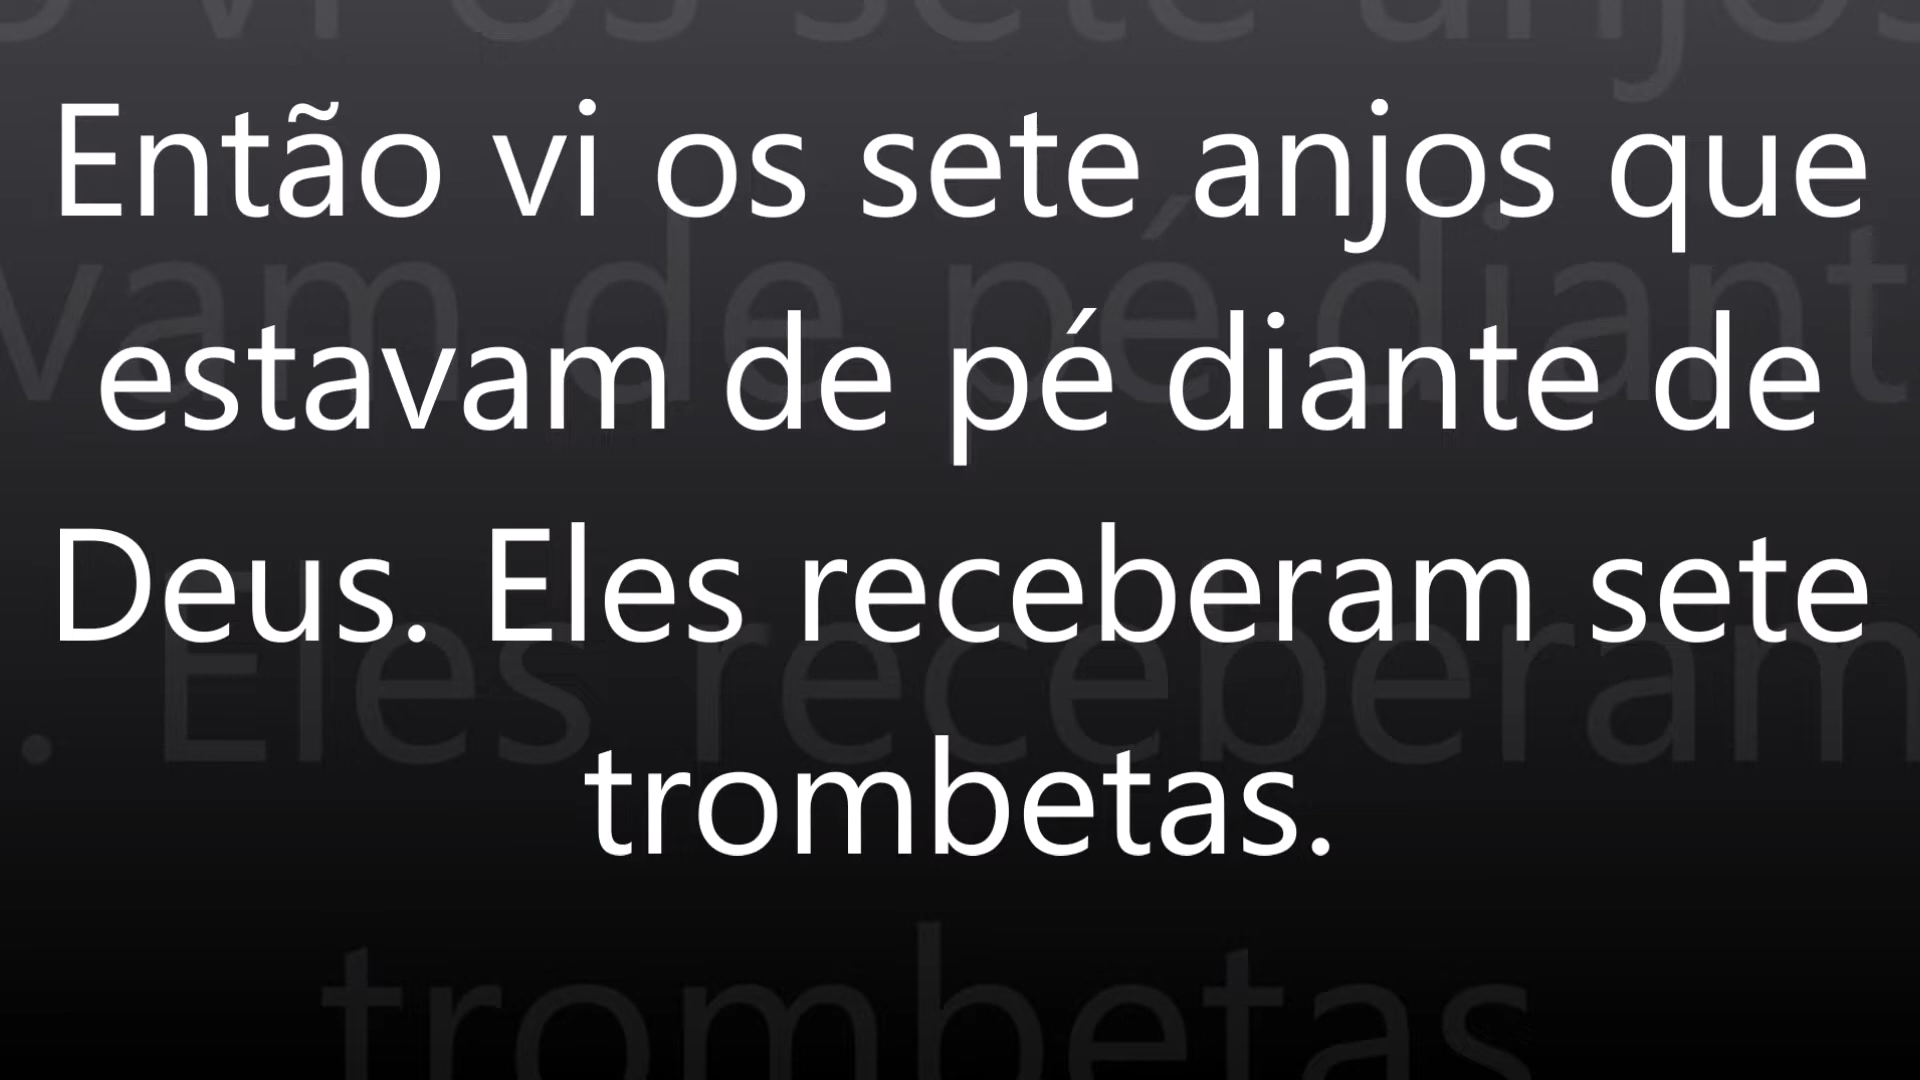 Então vi os sete anjos que
estavam de pé diante de
Deus. Eles receberam sete
trombetas.